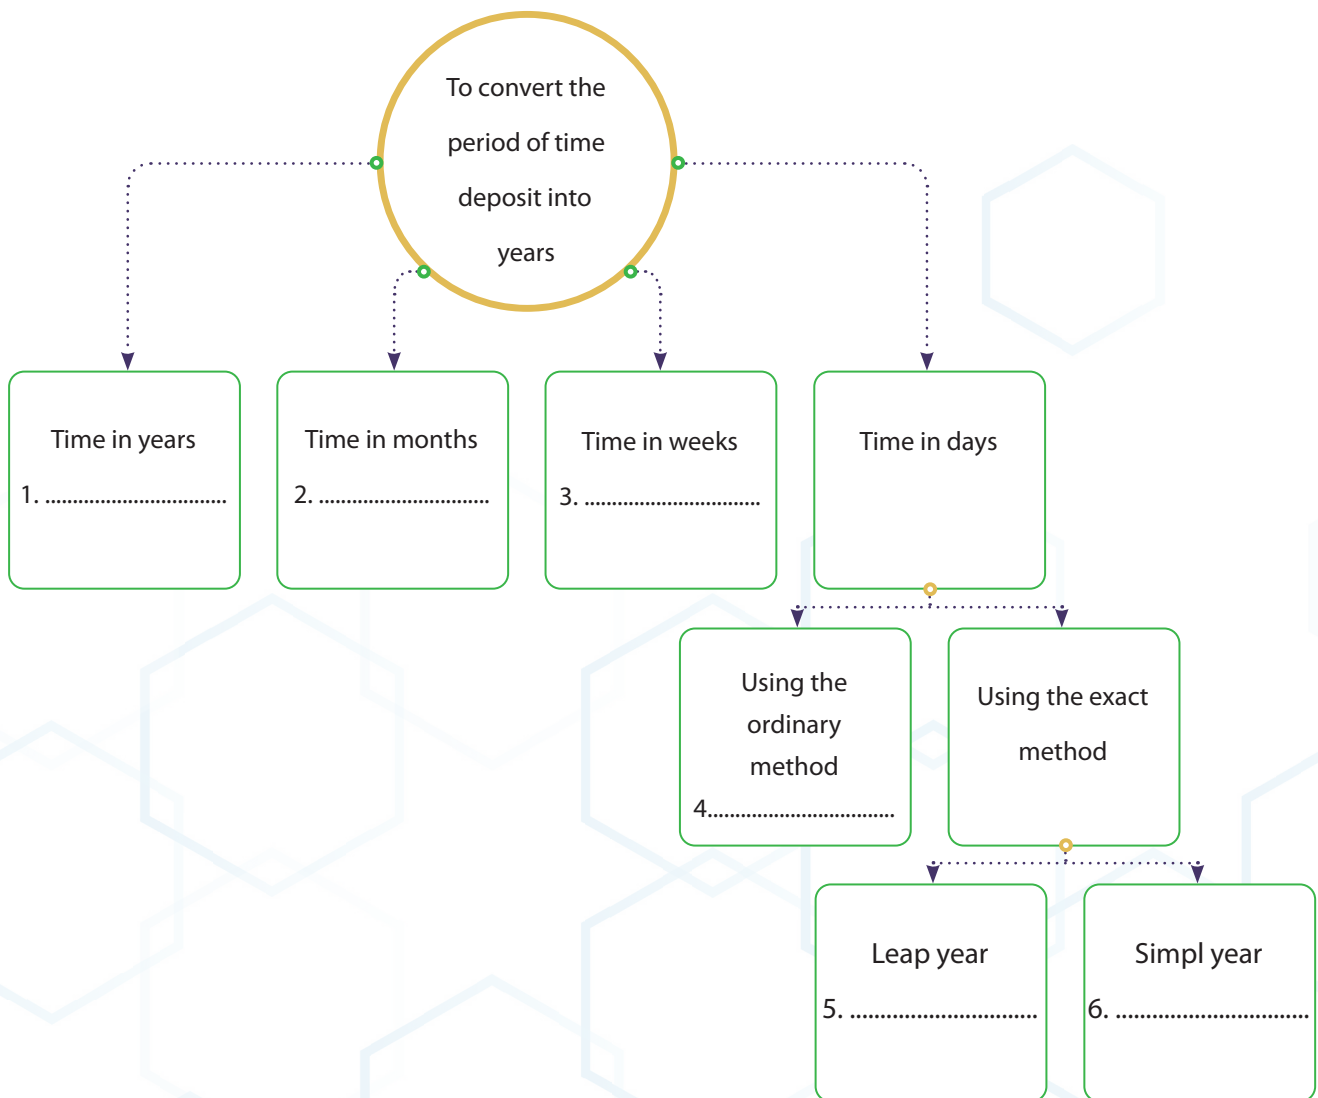 To convert the
period of time
deposit into
years
Time in years
1. .................................
Time in months
2. ...............................
Time in weeks
3. ................................
Time in days
Using the
ordinary
method
4..................................
Using the exact
method
Leap year
5. ...............................
Simpl year
6. ................................